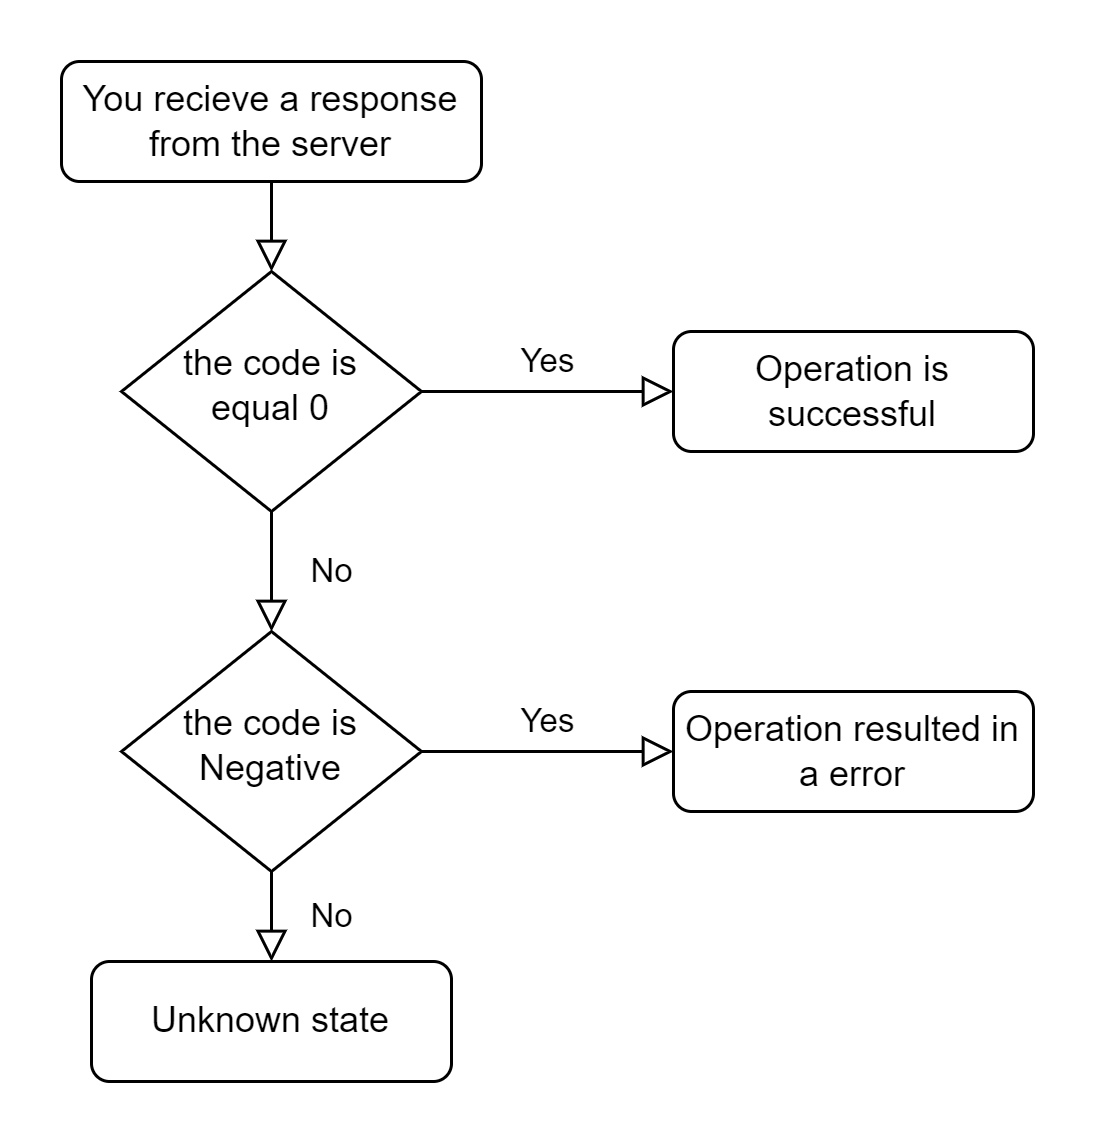 You recieve a response
from the server
the code is
equal 0
Yes
Operation is
successful
No
the code is
Negative
Yes
Operation resulted in
a error
No
Unknown state